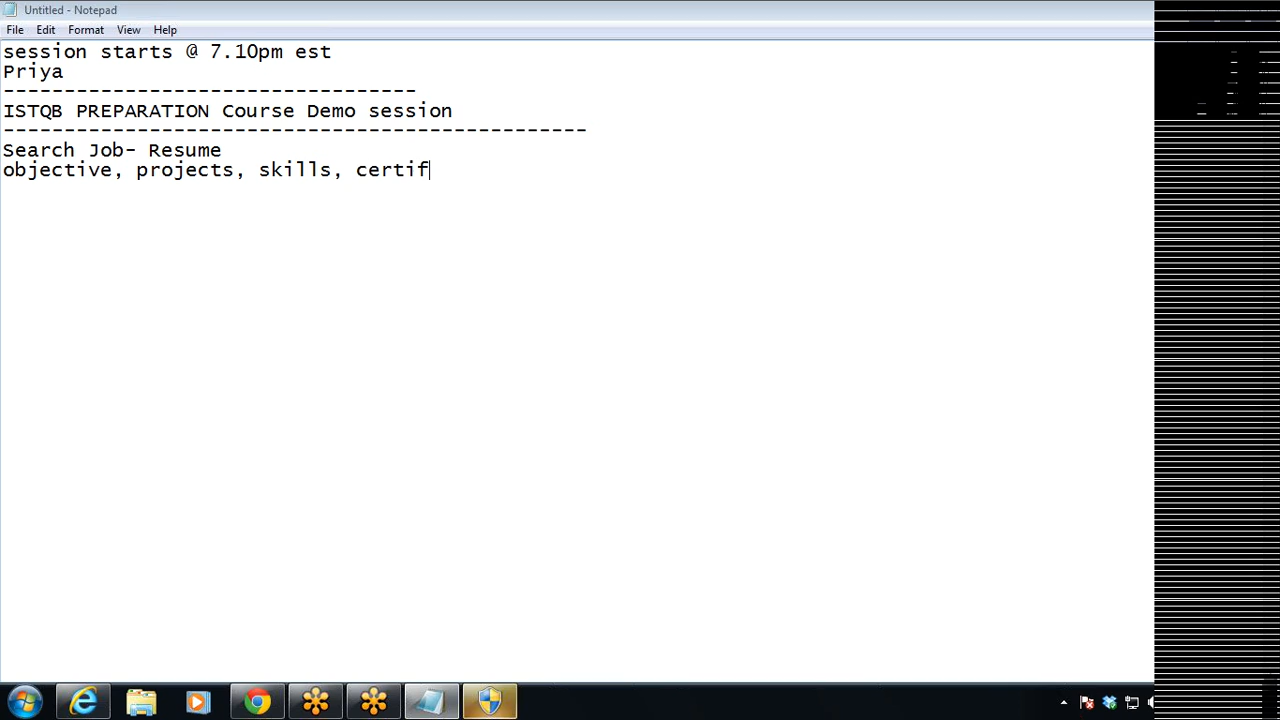 Untitled - Notepad
File Edit Format View Help
session starts @ 7.10pm est
Priya
----------------------------------
ISTQB PREPARATION Course Demo session
------------------------------------------------
Search Job- Resume
objective, projects, skills, certif